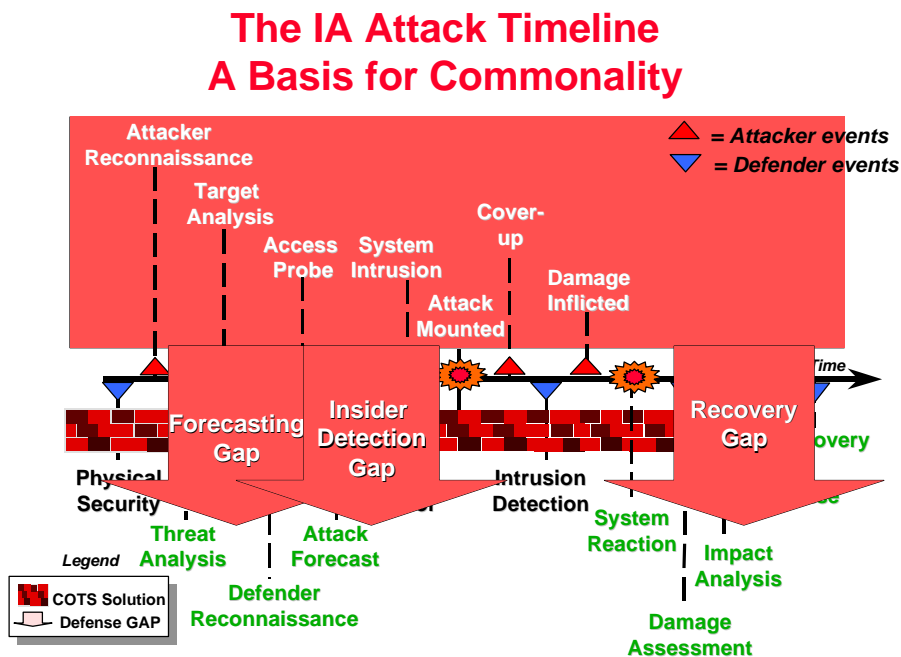 The IA Attack Timeline
A Basis for Commonality
Attacker
Reconnaissance
= Attacker events
= Defender events
Target
Analysis
Access
Probe
System
Intrusion
Cover-
up
Attack
Mounted
Damage
Inflicted
Time
Forecasting
Gap
Insider
Detection
Gap
Recovery
Gap
Physical
Security
Intrusion
Detection
Threat
Analysis
Attack
Forecast
Defender
Reconnaissance
System
Reaction
Impact
Analysis
Damage
Assessment
Legend
COTS Solution
Defense GAP